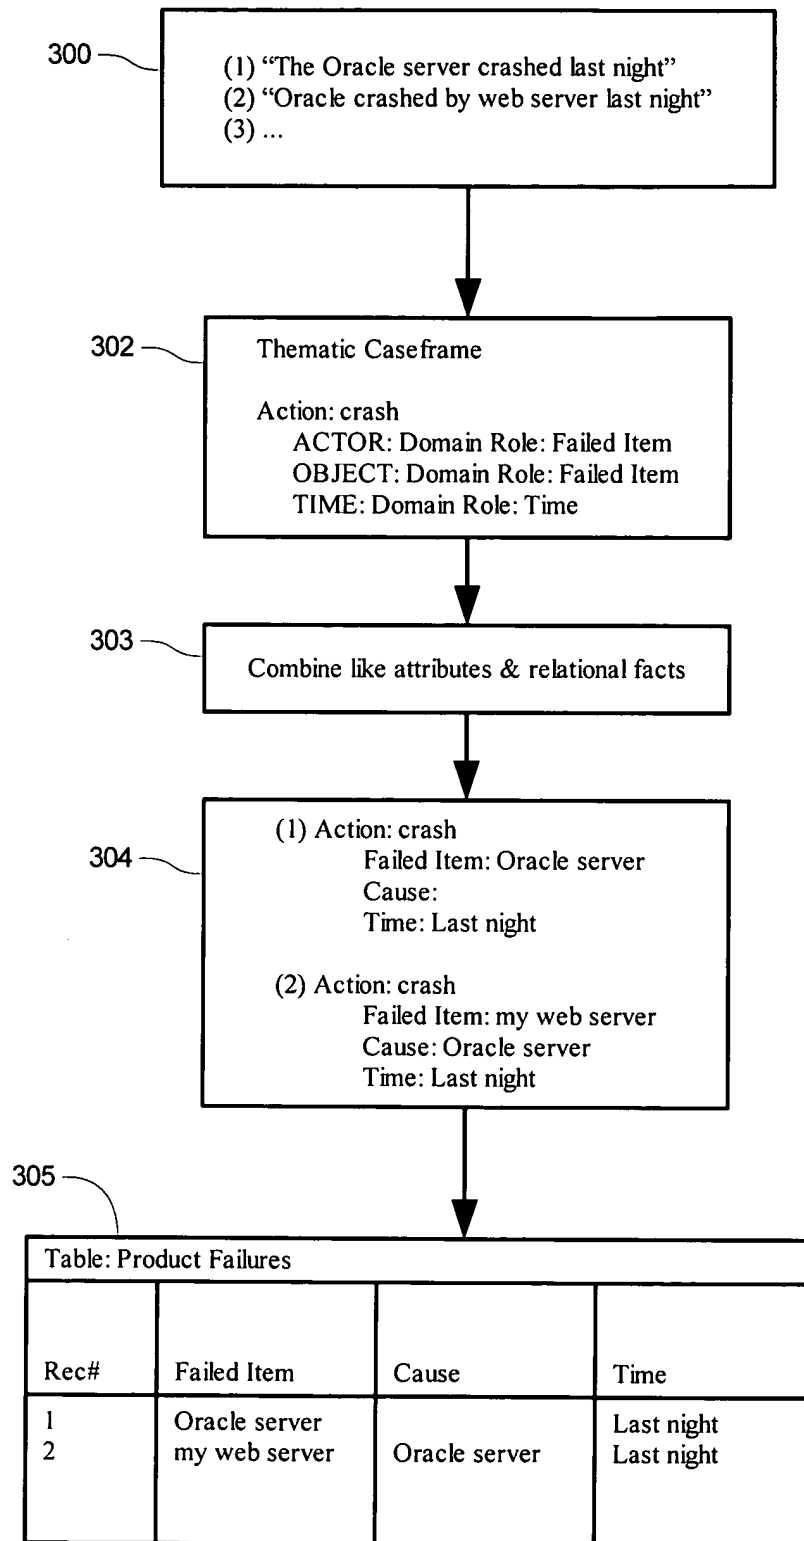 300
(1) “The Oracle server crashed last night”
(2) “Oracle crashed by web server last night”
(3) ...
302
Thematic Caseframe
Action: crash
ACTOR: Domain Role: Failed Item
OBJECT: Domain Role: Failed Item
TIME: Domain Role: Time
303
Combine like attributes & relational facts
304
(1) Action: crash
Failed Item: Oracle server
Cause:
Time: Last night
(2) Action: crash
Failed Item: my web server
Cause: Oracle server
Time: Last night
305
Table: Product Failures
Rec# Failed Item Cause Time
1 Oracle server Last night
2 my web server Oracle server Last night